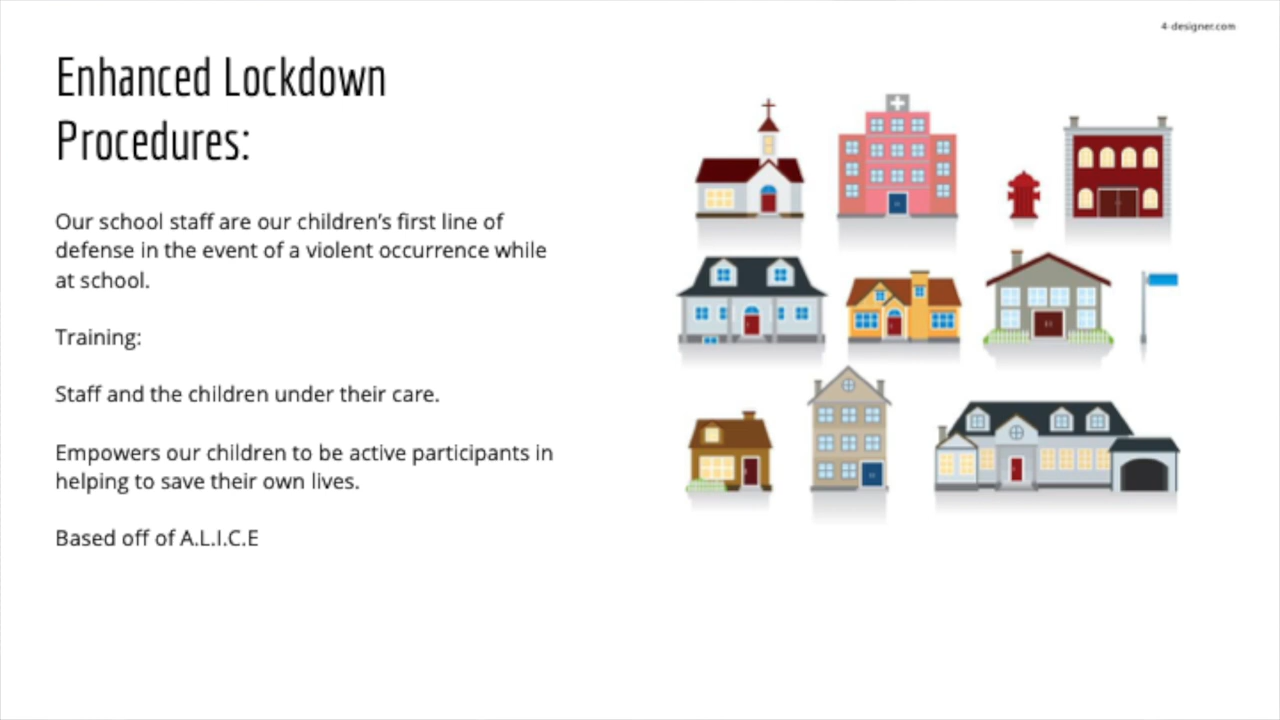 4-designer.com
Enhanced Lockdown
Procedures:
Our school staff are our children’s first line of
defense in the event of a violent occurrence while
at school.
Training:
Staff and the children under their care.
Empowers our children to be active participants in
helping to save their own lives.
Based off of A.L.I.C.E